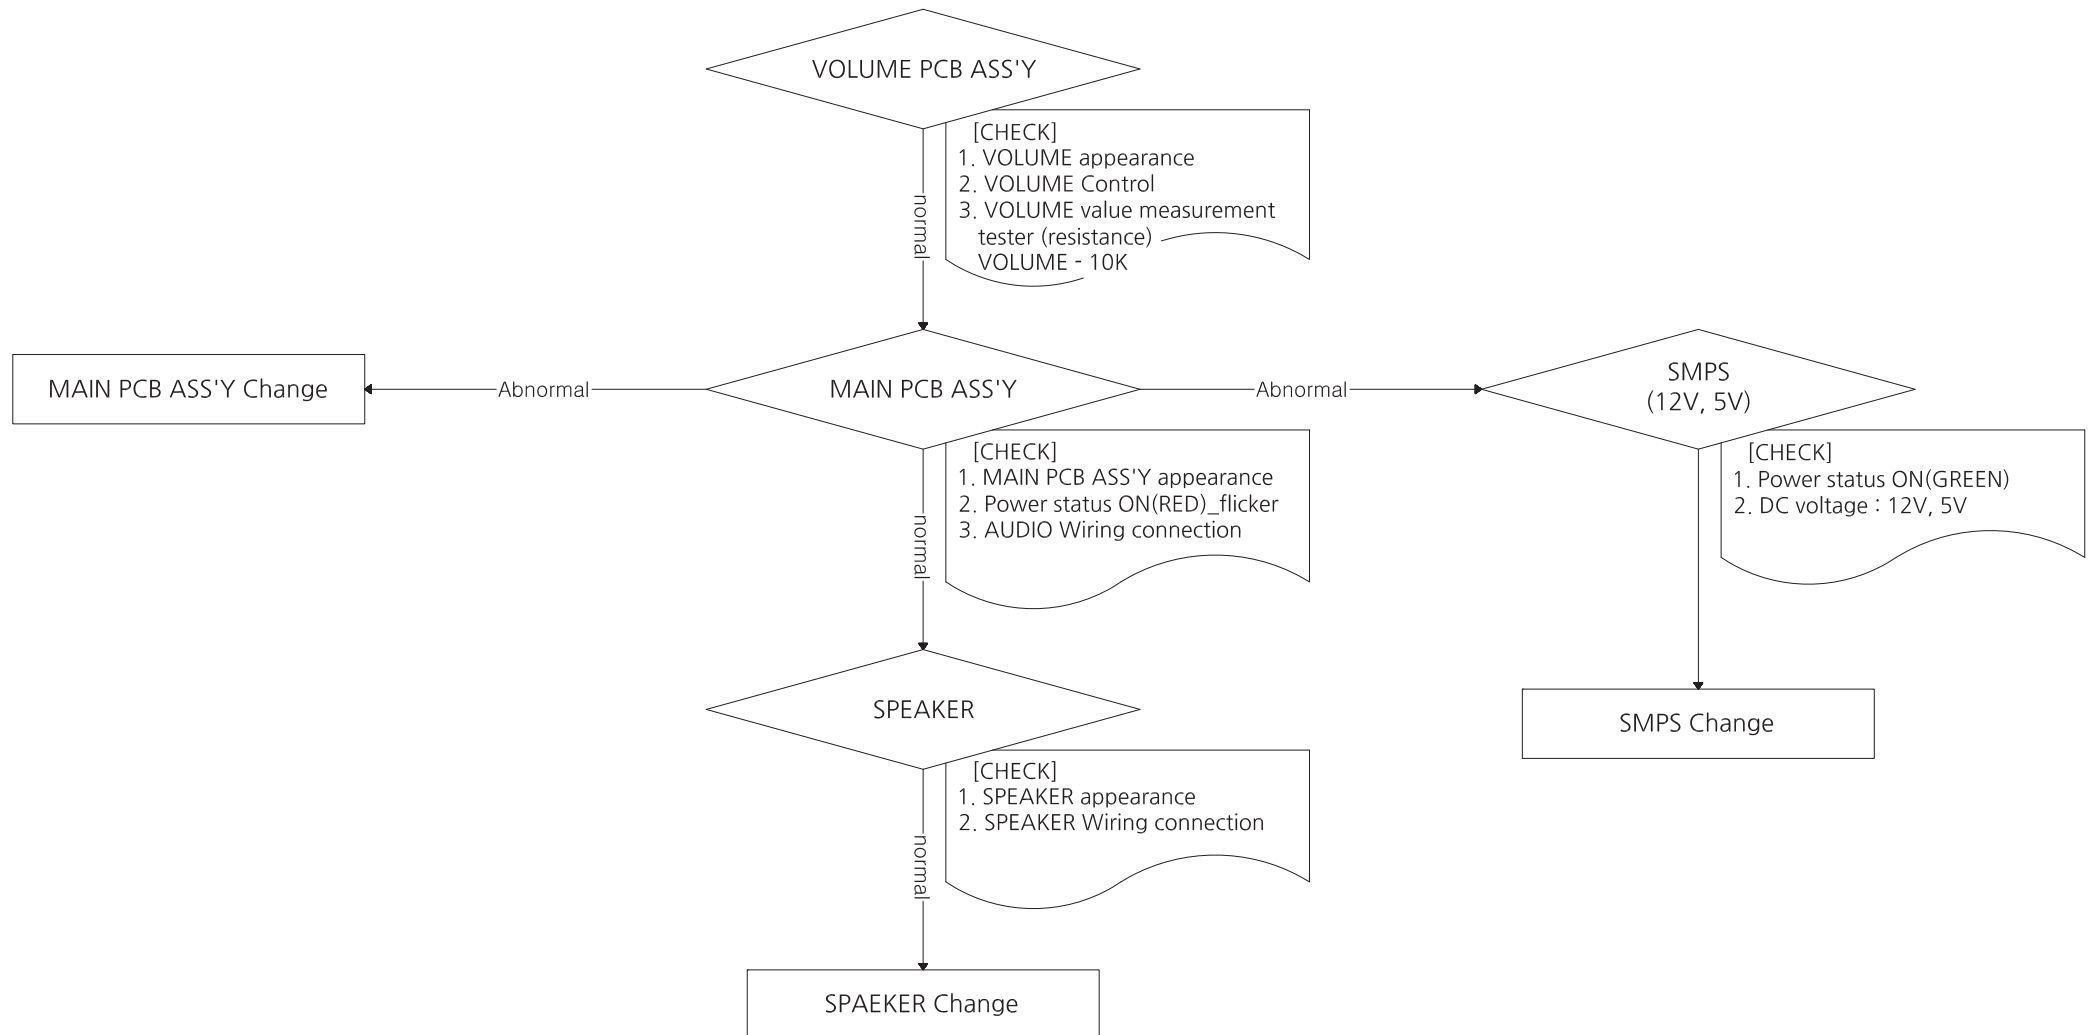 VOLUME PCB ASS'Y
[CHECK]
1. VOLUME appearance
2. VOLUME Control
3. VOLUME value measurement
tester (resistance)
VOLUME - 10K
normal
MAIN PCB ASS'Y Change
Abnormal
MAIN PCB ASS'Y
Abnormal
SMPS
(12V, 5V)
[CHECK]
1. MAIN PCB ASS'Y appearance
2. Power status ON(RED)_flicker
3. AUDIO Wiring connection
normal
[CHECK]
1. Power status ON(GREEN)
2. DC voltage : 12V, 5V
SPEAKER
SMPS Change
[CHECK]
1. SPEAKER appearance
2. SPEAKER Wiring connection
normal
SPAEKER Change